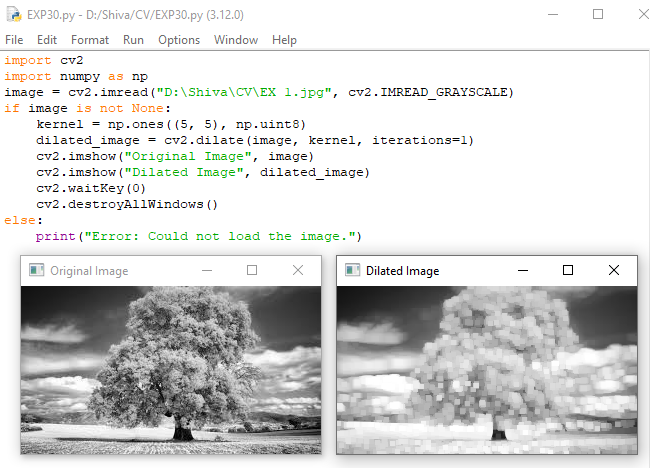 EXP30.py - D:/Shiva/CV/EXP30.py (3.12.0)
File Edit Format Run Options Window Help
import cv2
import numpy as np
image = cv2.imread("D:\Shiva\CV\EX 1.jpg", cv2.IMREAD_GRAYSCALE)
if image is not None:
    kernel = np.ones((5, 5), np.uint8)
    dilated_image = cv2.dilate(image, kernel, iterations=1)
    cv2.imshow("Original Image", image)
    cv2.imshow("Dilated Image", dilated_image)
    cv2.waitKey(0)
    cv2.destroyAllWindows()
else:
    print("Error: Could not load the image.")
Original Image
Dilated Image